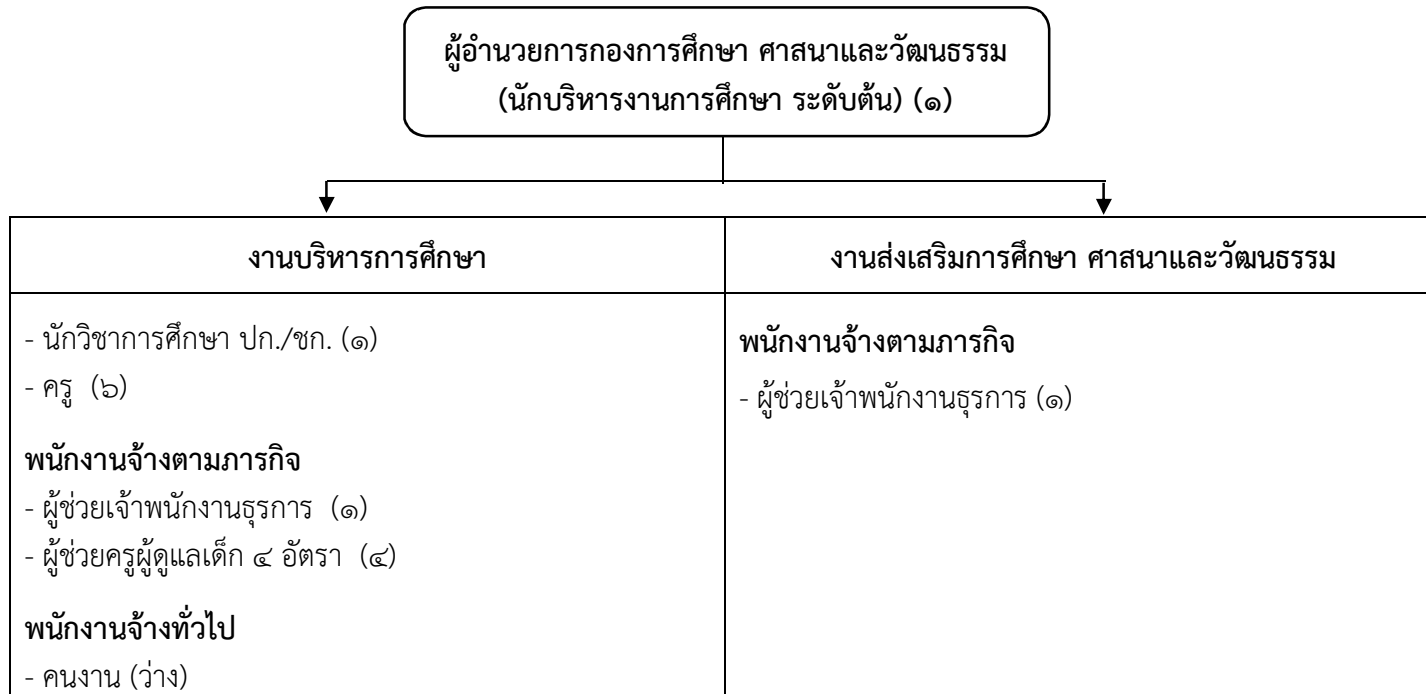 ผู้อำนวยการกองการศึกษา ศาสนาและวัฒนธรรม
(นักบริหารงานการศึกษา ระดับต้น) (๑)
งานบริหารการศึกษา
- นักวิชาการศึกษา ปก./ชก. (๑)
- ครู (๖)
พนักงานจ้างตามภารกิจ
- ผู้ช่วยเจ้าพนักงานธุรการ (๑)
- ผู้ช่วยครูผู้ดูแลเด็ก ๔ อัตรา (๔)
พนักงานจ้างทั่วไป
- คนงาน (ว่าง)
งานส่งเสริมการศึกษา ศาสนาและวัฒนธรรม
พนักงานจ้างตามภารกิจ
- ผู้ช่วยเจ้าพนักงานธุรการ (๑)